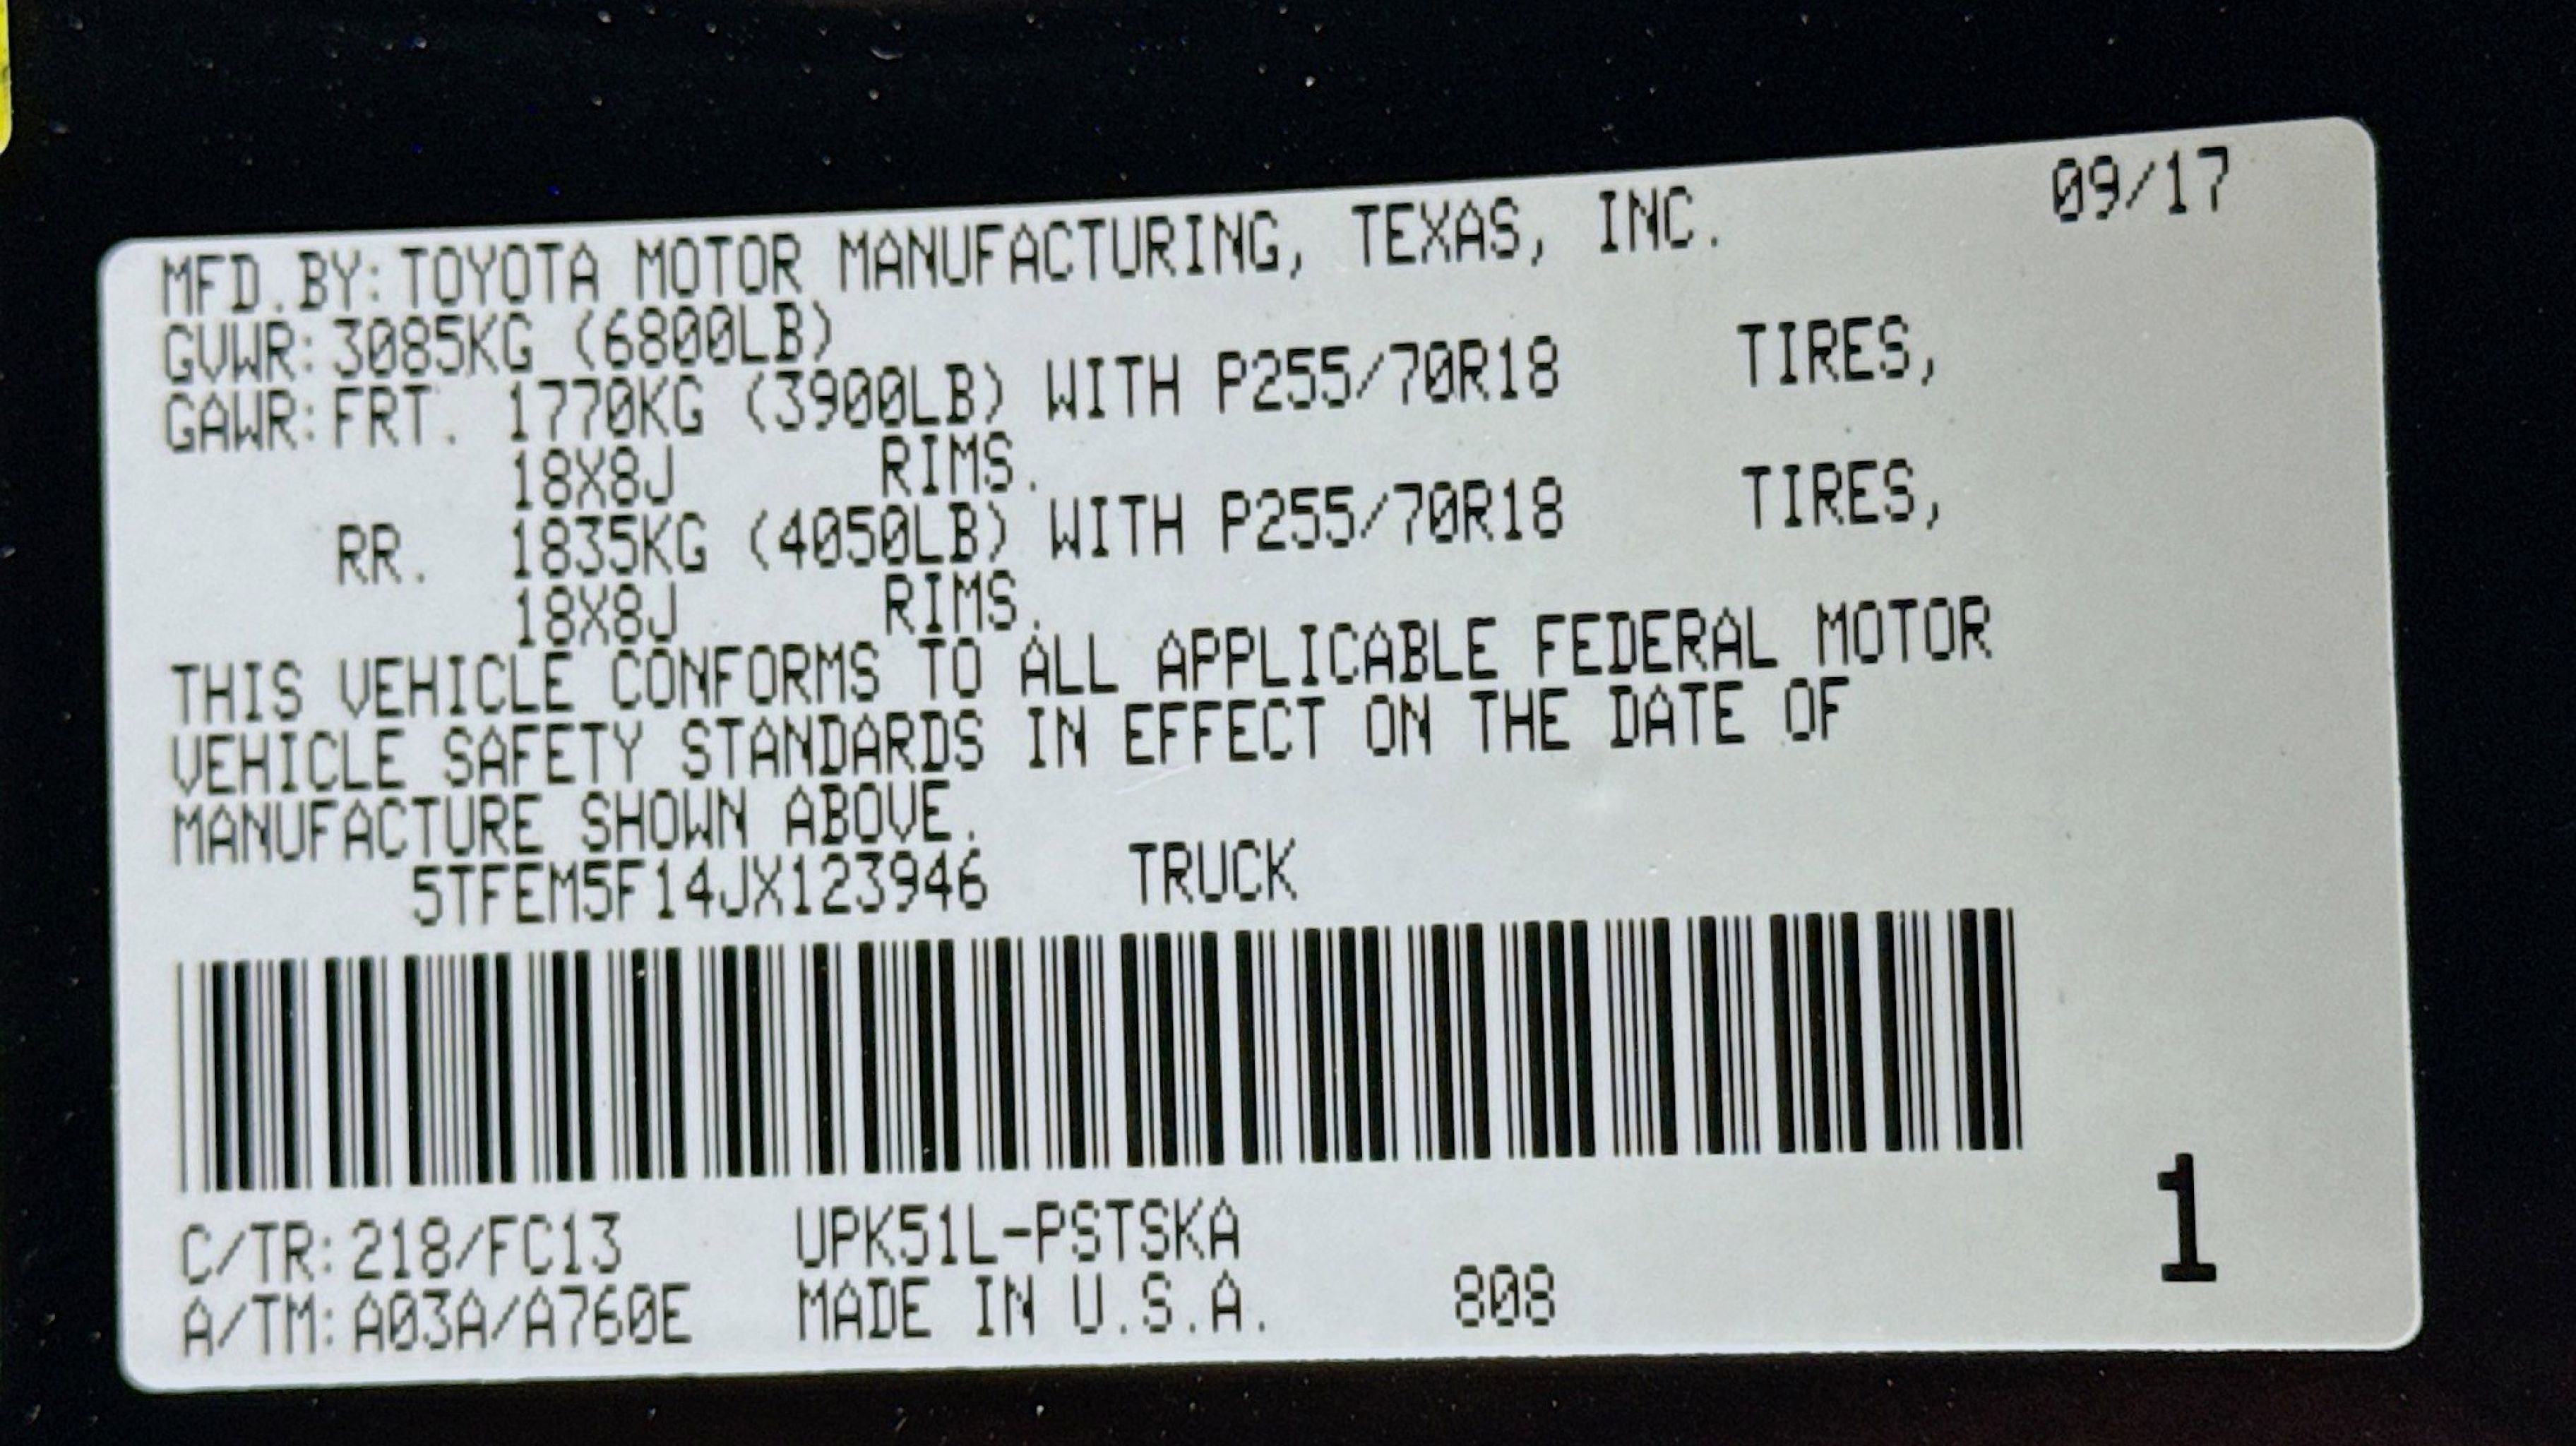 MFD.BY:TOYOTA MOTOR MANUFACTURING, TEXAS, INC. 09/17
GVWR:3085KG (6800LB)
GAWR:FRT. 1770KG (3900LB) WITH P255/70R18 TIRES,
18X8J RIMS.
RR. 1835KG (4050LB) WITH P255/70R18 TIRES,
18X8J RIMS.
THIS VEHICLE CONFORMS TO ALL APPLICABLE FEDERAL MOTOR
VEHICLE SAFETY STANDARDS IN EFFECT ON THE DATE OF
MANUFACTURE SHOWN ABOVE.
5TFEM5F14JX123946 TRUCK
C/TR:218/FC13 UPK51L-PSTSKA
A/TM:A03A/A760E MADE IN U.S.A. 808
1